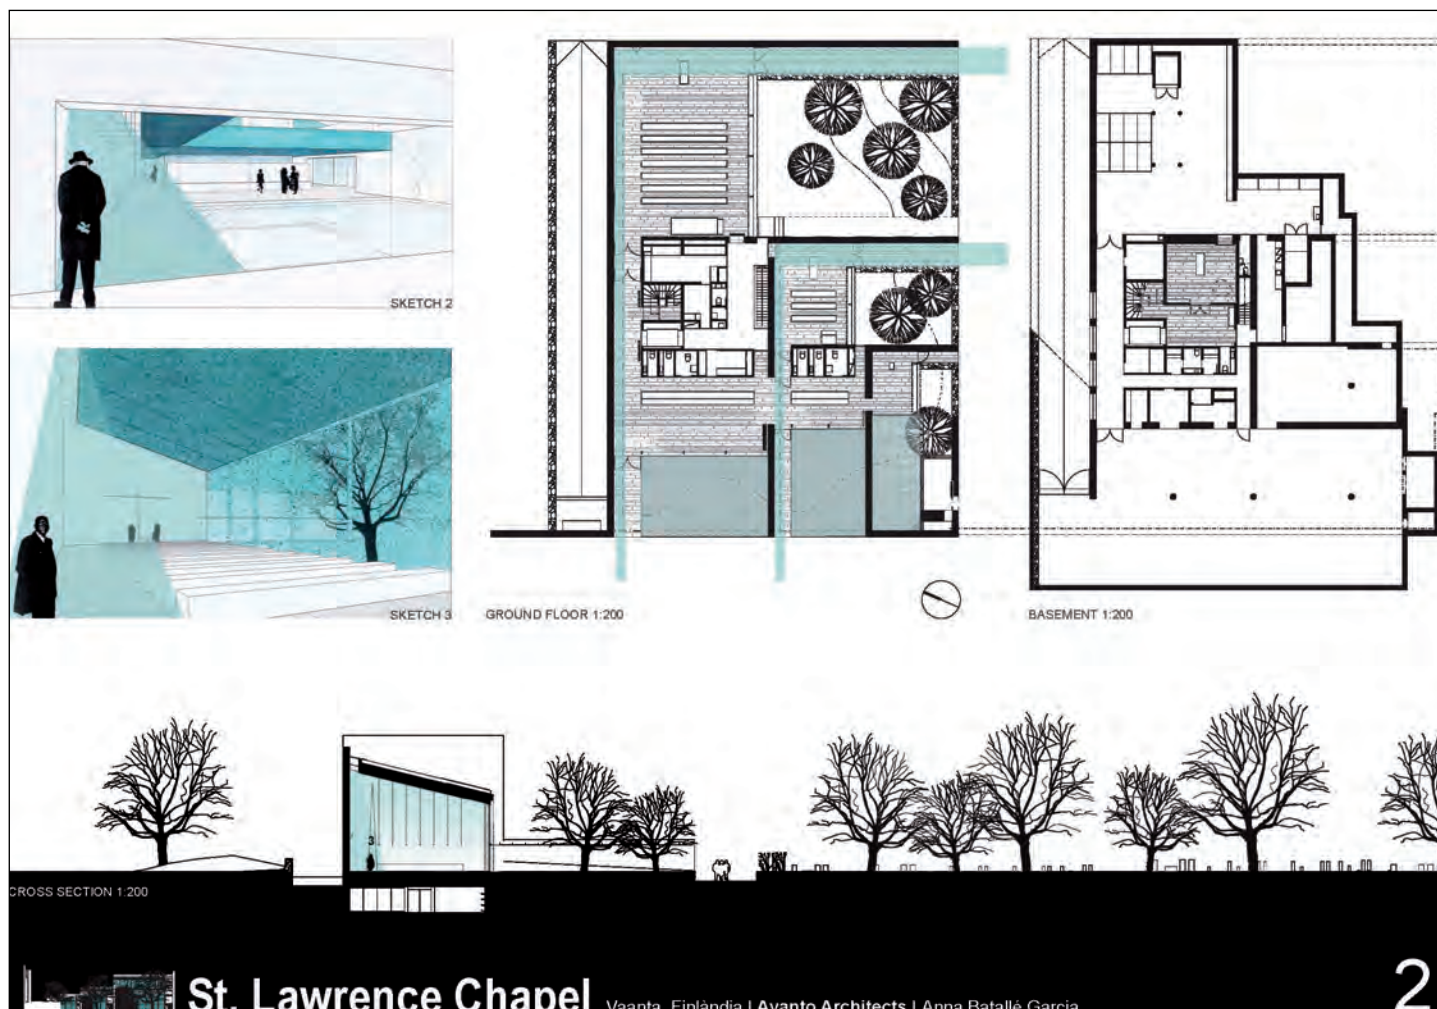 SKETCH 2
SKETCH 3
GROUND FLOOR 1:200
BASEMENT 1:200
3
CROSS SECTION 1:200
St. Lawrence Chapel Vaanta, Finlàndia | Avanto Architects | Anna Batallé Garcia
2